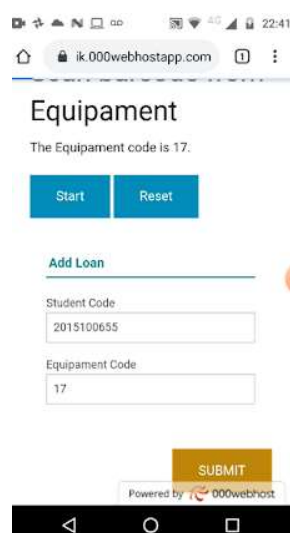 4G 22:41
ik.000webhostapp.com 1
Equipament
The Equipament code is 17.
Start Reset
Add Loan
Student Code
2015100655
Equipament Code
17
SUBMIT
Powered by 000webhost